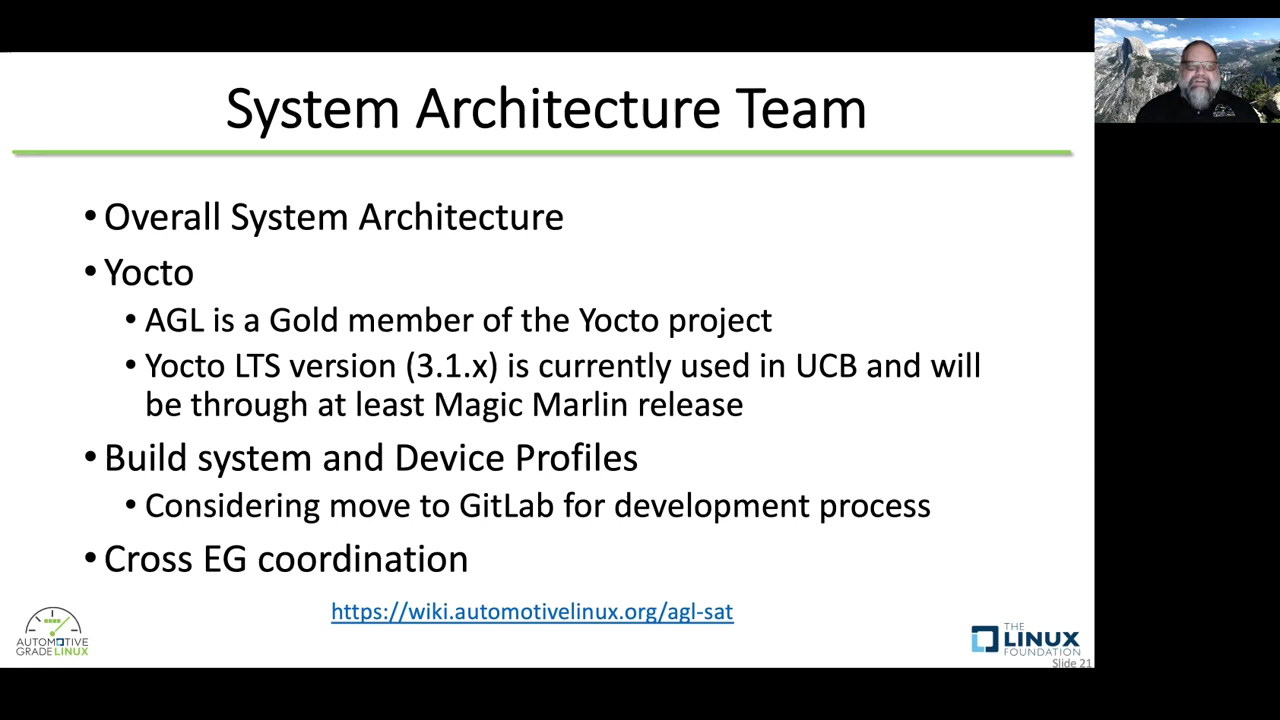 System Architecture Team
• Overall System Architecture
• Yocto
• AGL is a Gold member of the Yocto project
• Yocto LTS version (3.1.x) is currently used in UCB and will
be through at least Magic Marlin release
• Build system and Device Profiles
• Considering move to GitLab for development process
• Cross EG coordination
https://wiki.automotivelinux.org/agl-sat
AUTOMOTIVE
GRADELINUX
THE
LINUX
FOUNDATION
Slide 21